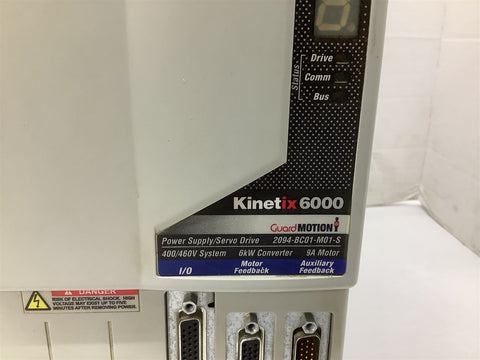 Status
Drive
Comm
Bus
Kinetix 6000
GuardMOTION
Power Supply/Servo Drive 2094-BC01-M01-S
400/460V System 6kW Converter 9A Motor
I/O Motor Feedback Auxiliary Feedback
DANGER
RISK OF ELECTRICAL SHOCK. HIGH
VOLTAGE MAY EXIST UP TO FIVE
MINUTES AFTER REMOVING POWER.